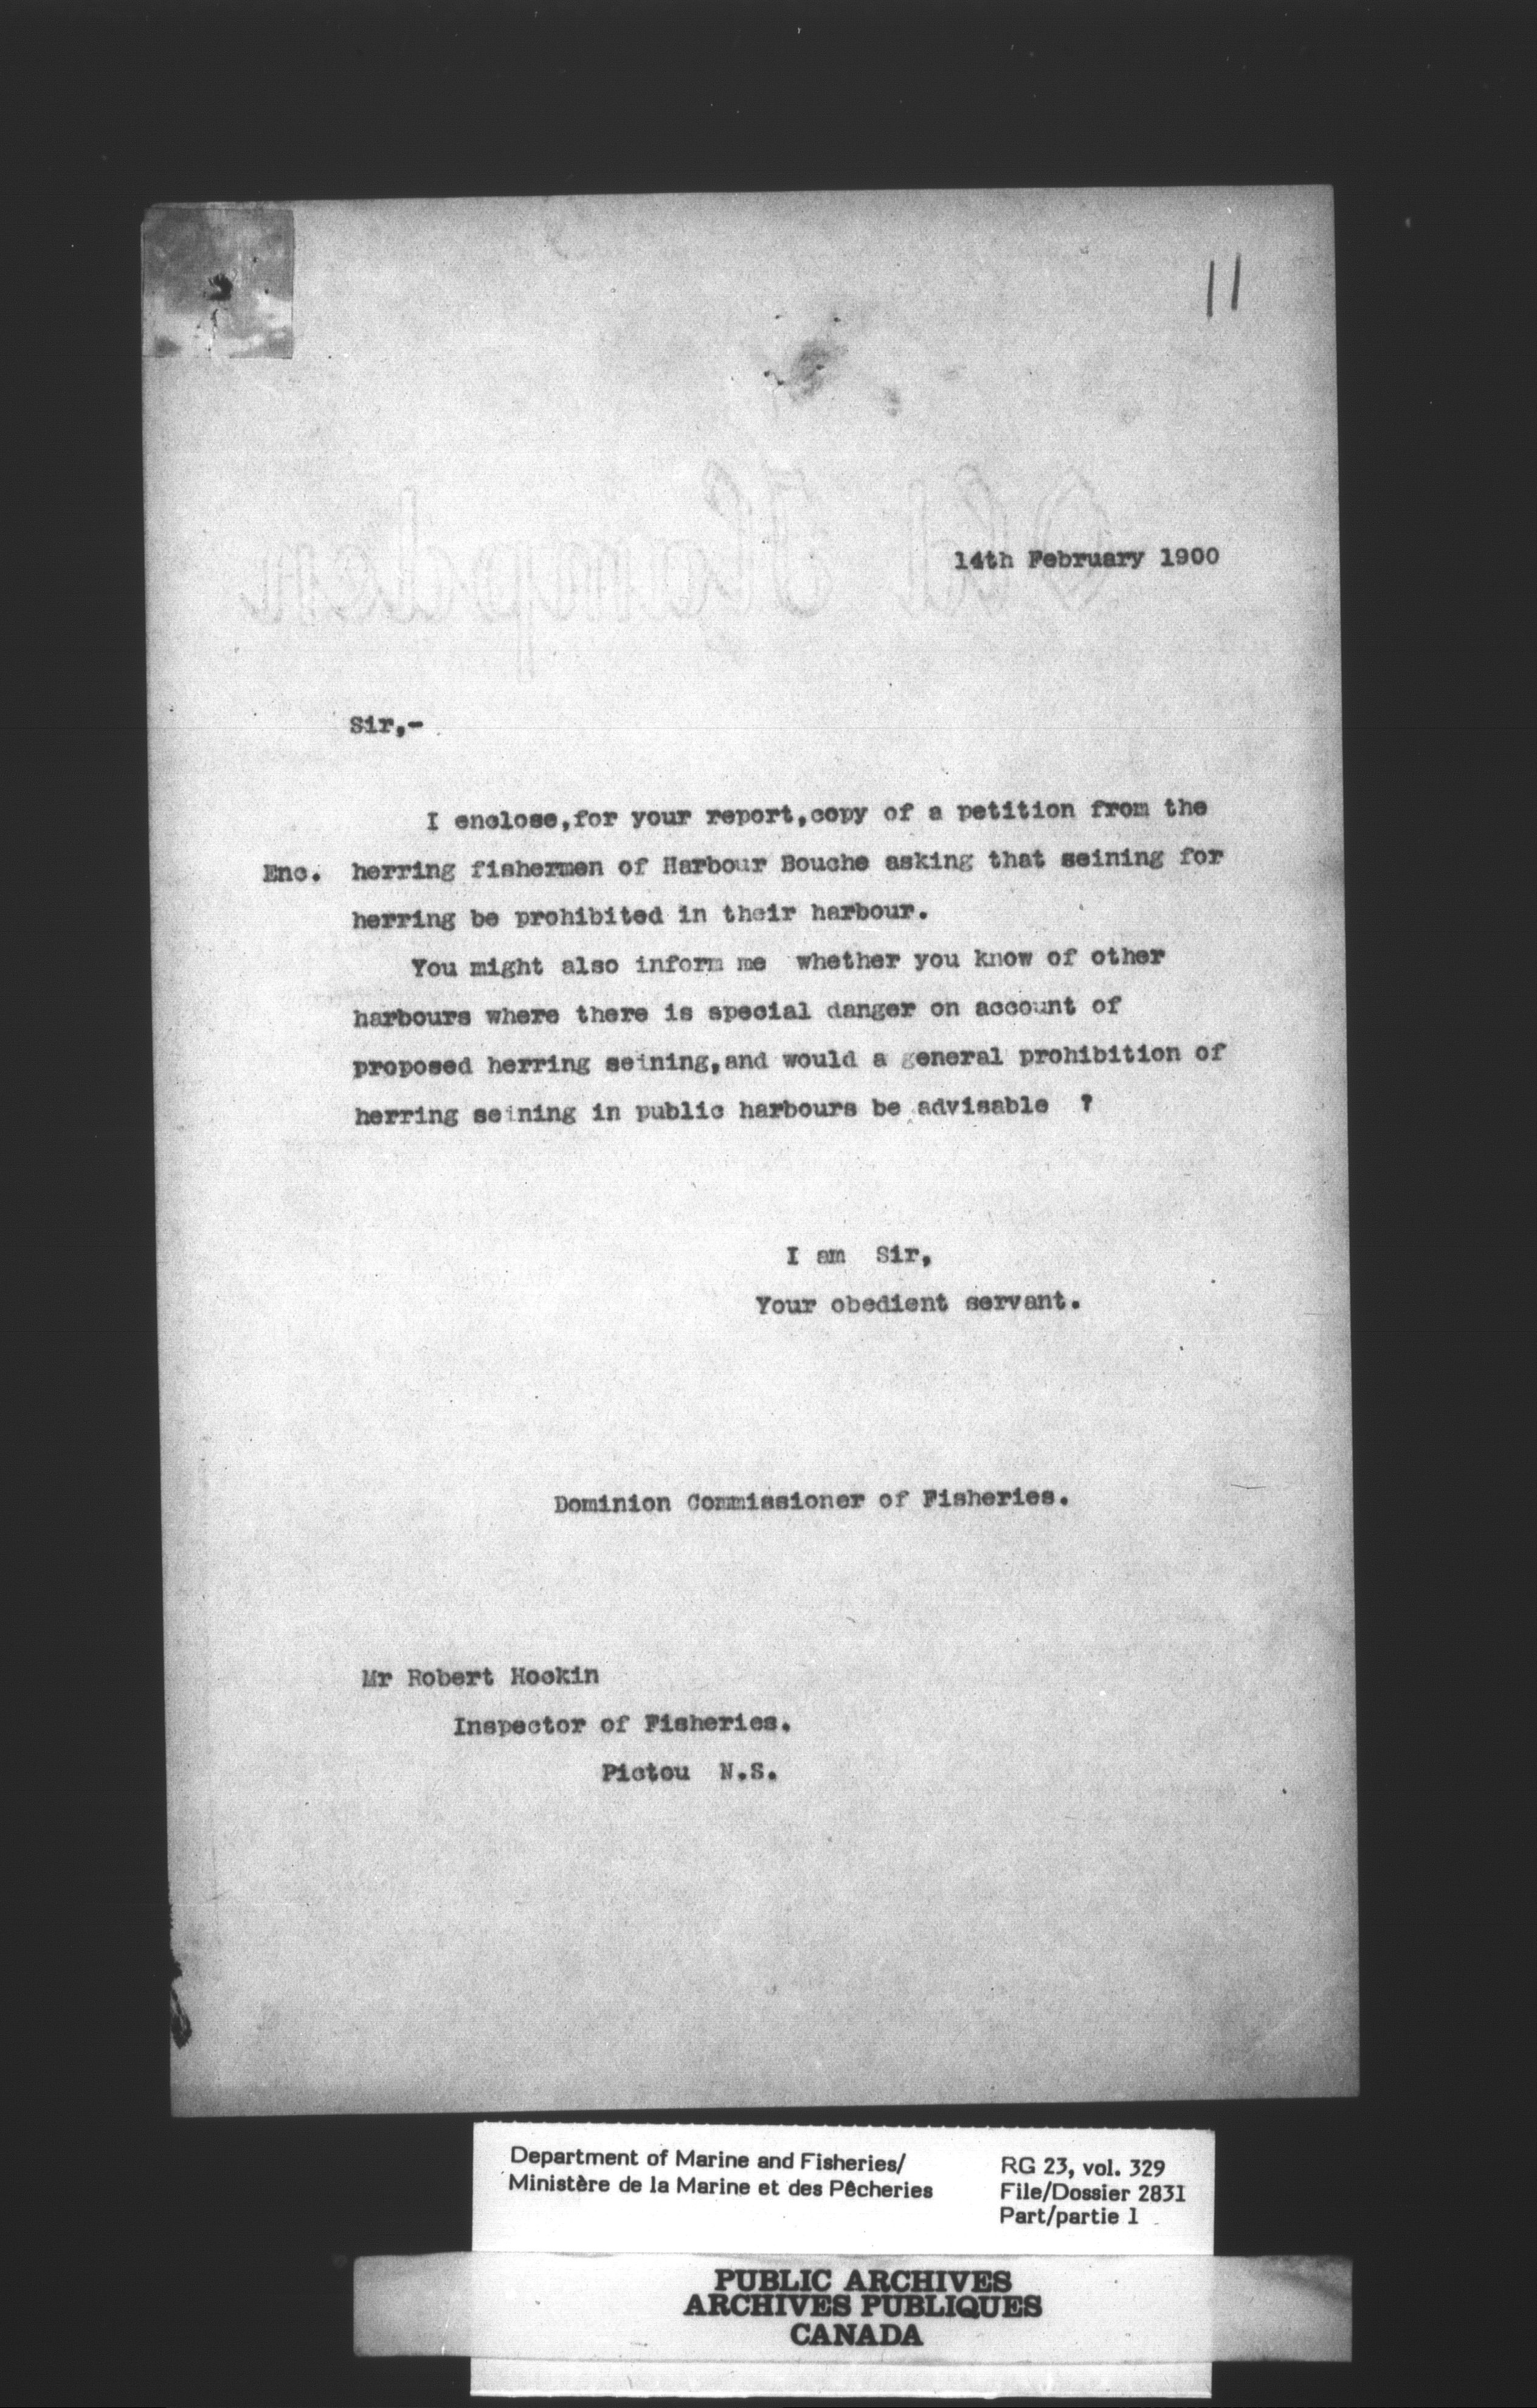 11
Old Hampden
14th February 1900
Sir,-
I enclose,for your report,copy of a petition from the
Enc. herring fishermen of Harbour Bouche asking that seining for
herring be prohibited in their harbour.
You might also inform me whether you know of other
harbours where there is special danger on account of
proposed herring seining,and would a general prohibition of
herring seining in public harbours be advisable ?
I am Sir,
Your obedient servant.
Dominion Commissioner of Fisheries.
Mr Robert Hockin
Inspector of Fisheries.
Pictou N.S.
Department of Marine and Fisheries/
Ministère de la Marine et des Pêcheries
RG 23, vol. 329
File/Dossier 2831
Part/partie 1
PUBLIC ARCHIVES
ARCHIVES PUBLIQUES
CANADA